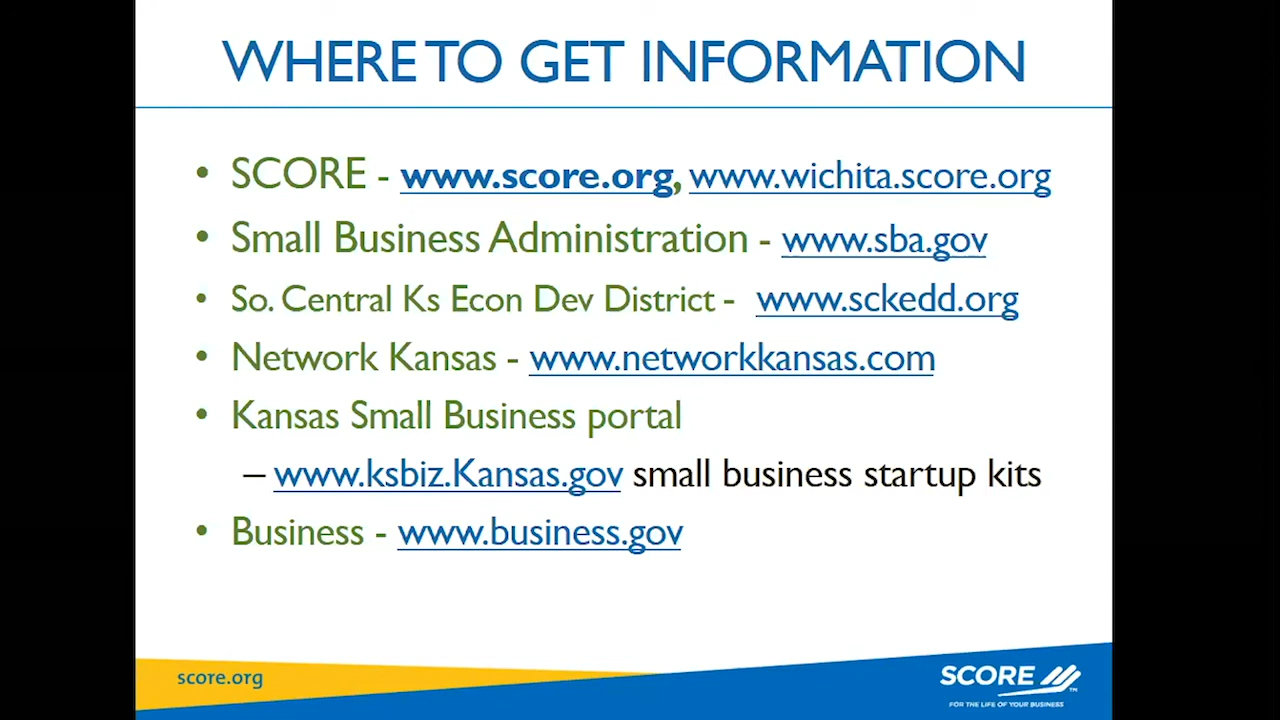 WHERE TO GET INFORMATION
• SCORE - www.score.org, www.wichita.score.org
• Small Business Administration - www.sba.gov
• So. Central Ks Econ Dev District - www.sckedd.org
• Network Kansas - www.networkkansas.com
• Kansas Small Business portal
– www.ksbiz.Kansas.gov small business startup kits
• Business - www.business.gov
score.org
SCORE TM
FOR THE LIFE OF YOUR BUSINESS